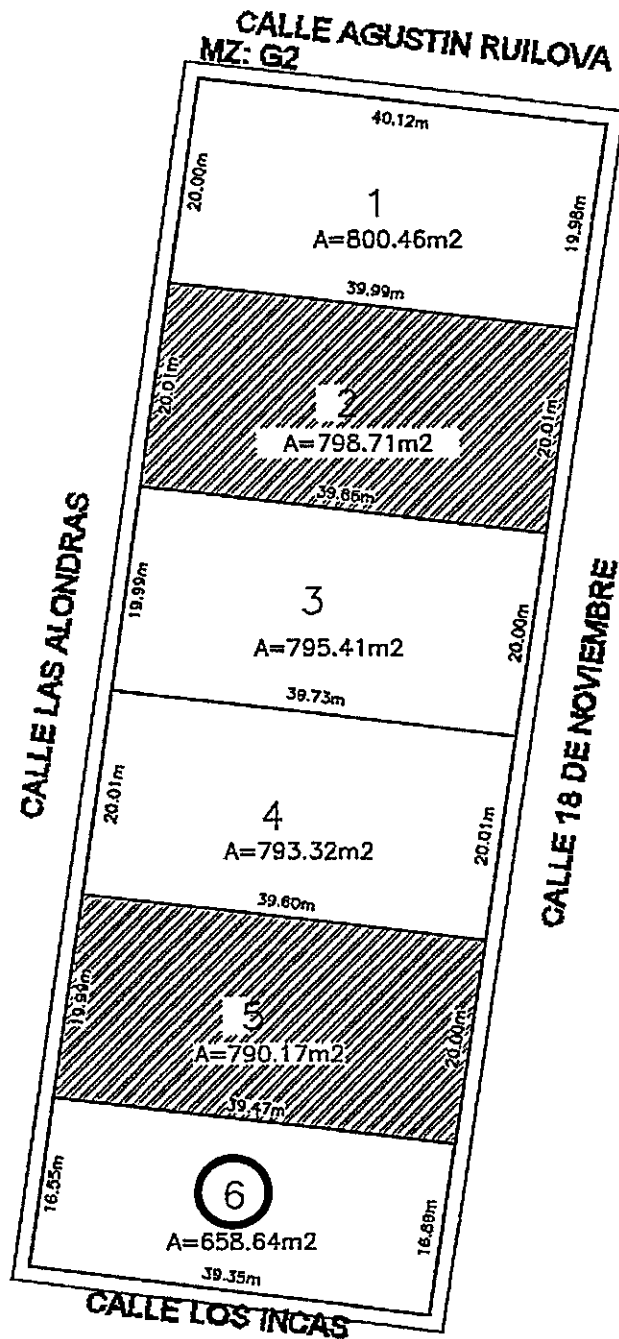 CALLE AGUSTIN RUILOVA
MZ: G2
40.12m
20.00m
1
19.98m
A=800.46m2
39.99m
20.01m
2
20.01m
A=798.71m2
39.85m
CALLE LAS ALONDRAS
19.99m
3
20.00m
A=795.41m2
39.73m
CALLE 18 DE NOVIEMBRE
20.01m
4
20.01m
A=793.32m2
39.60m
19.99m
5
20.00m
A=790.17m2
39.47m
16.55m
6
16.88m
A=658.64m2
39.35m
CALLE LOS INCAS